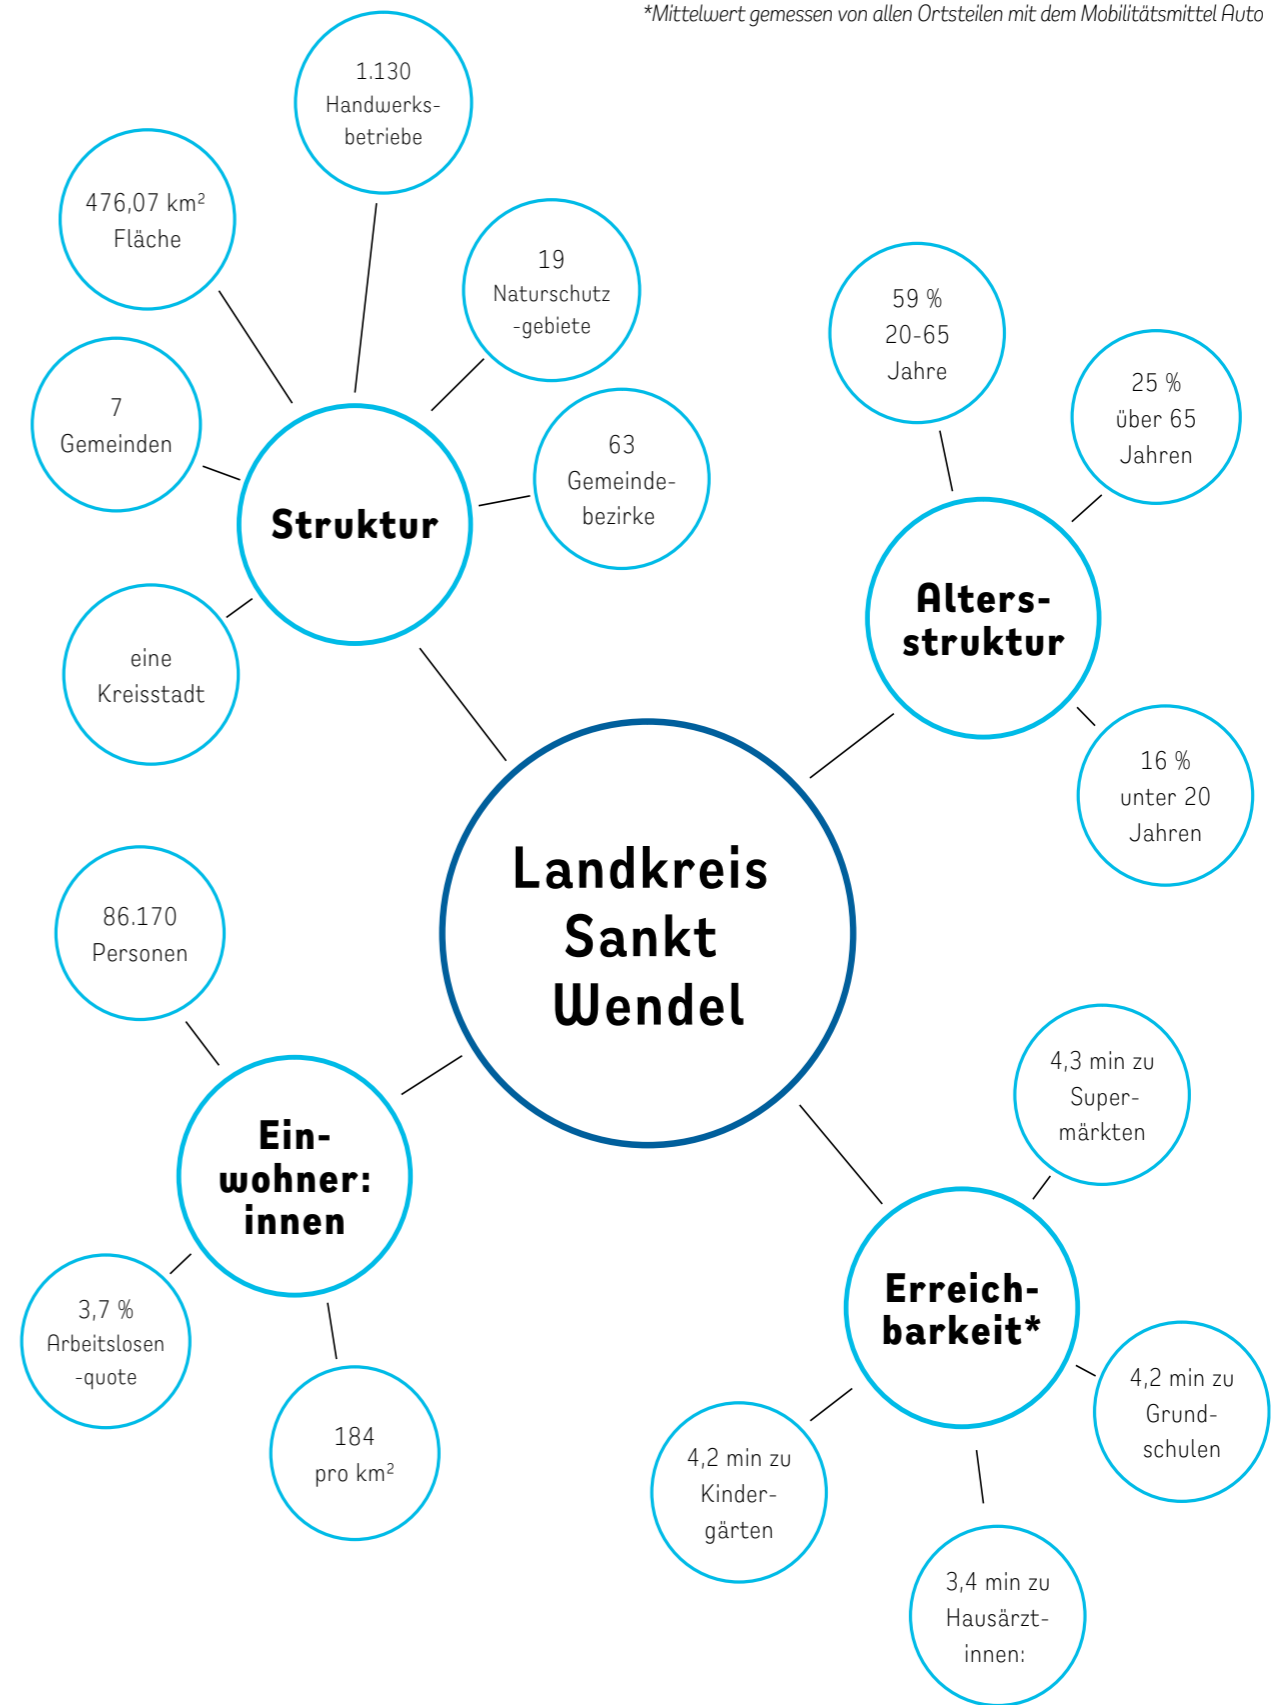 *Mittelwert gemessen von allen Ortsteilen mit dem Mobilitätsmittel Auto
1.130
Handwerks-
betriebe
476,07 km²
Fläche
19
Naturschutz
-gebiete
7
Gemeinden
63
Gemeinde-
bezirke
Struktur
eine
Kreisstadt
59 %
20-65
Jahre
25 %
über 65
Jahren
Alters-
struktur
16 %
unter 20
Jahren
Landkreis
Sankt
Wendel
86.170
Personen
Ein-
wohner:
innen
3,7 %
Arbeitslosen
-quote
184
pro km²
4,3 min zu
Super-
märkten
Erreich-
barkeit*
4,2 min zu
Grund-
schulen
4,2 min zu
Kinder-
gärten
3,4 min zu
Hausärzt-
innen: